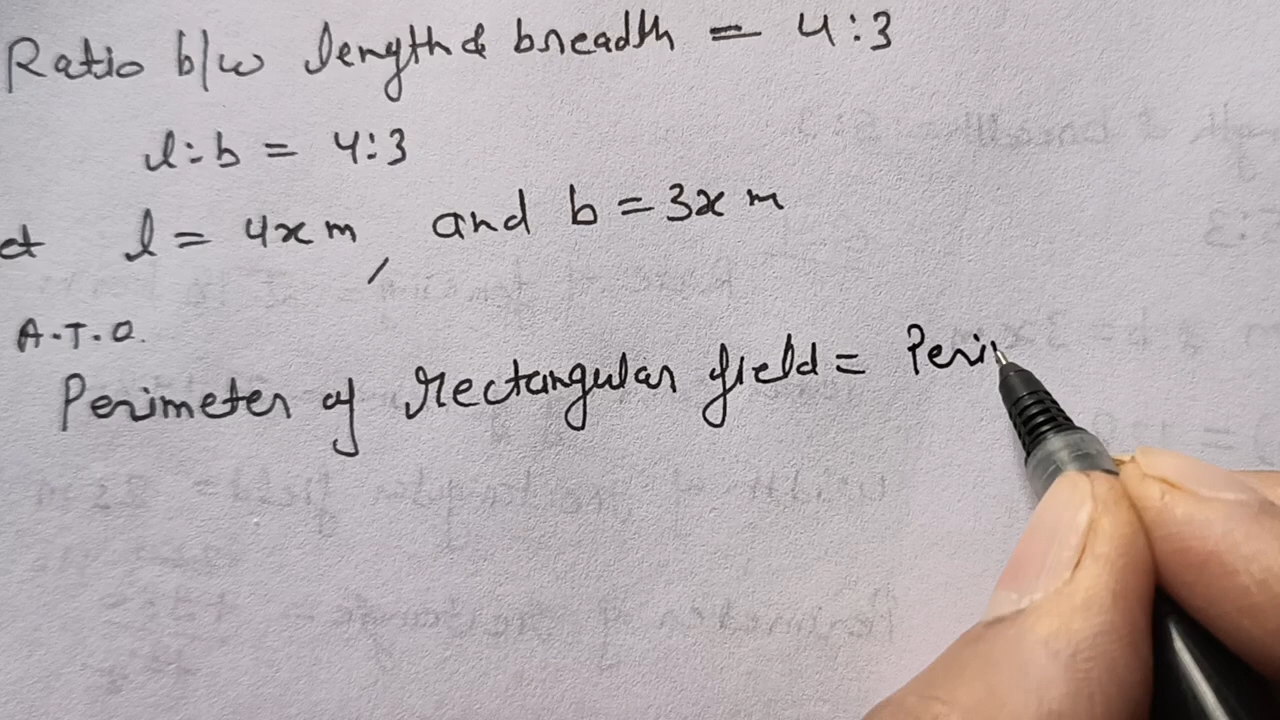 Ratio b/w length & breadth = 4:3
l:b = 4:3
et l = 4x m, and b = 3x m
A.T.Q.
Perimeter of rectangular field = Peri